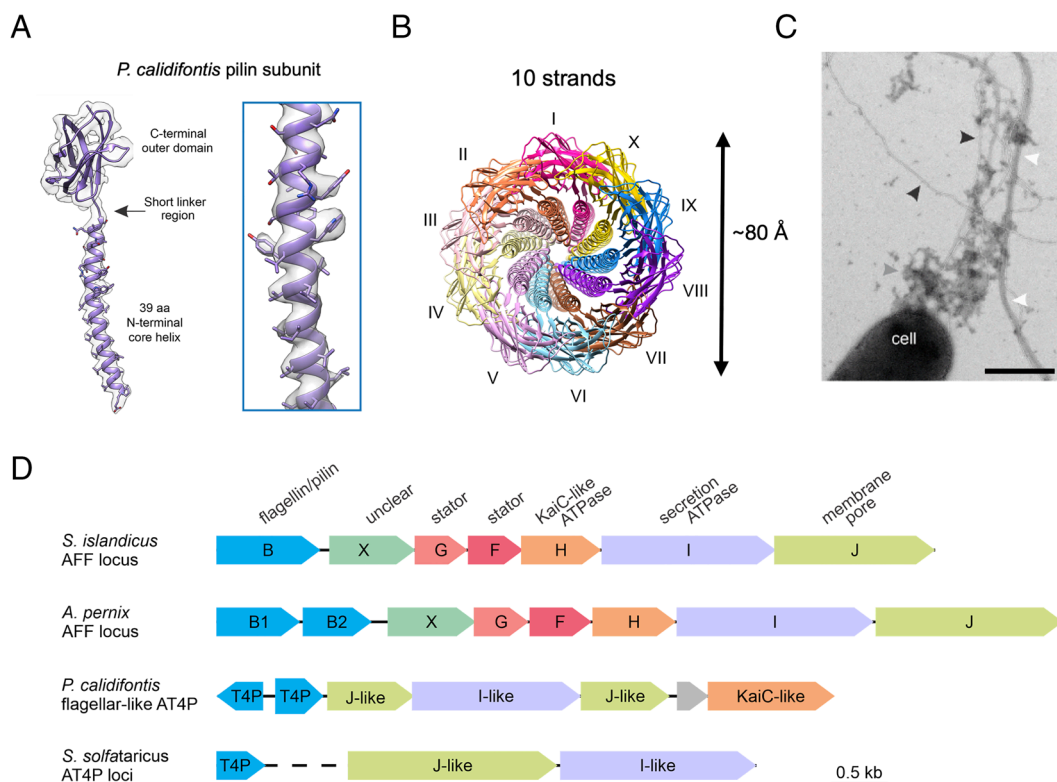 A
P. calidifontis pilin subunit
C-terminal
outer domain
Short linker
region
39 aa
N-terminal
core helix
B
10 strands
I
X
II
IX
III
~80 Å
VIII
IV
VII
V
VI
C
cell
D
flagellin/pilin
unclear
stator
stator
KaiC-like
ATPase
secretion
ATPase
membrane
pore
S. islandicus
AFF locus
B
X
G
F
H
I
J
A. pernix
AFF locus
B1
B2
X
G
F
H
I
J
P. calidifontis
flagellar-like AT4P
T4P
T4P
J-like
I-like
J-like
KaiC-like
S. solfataricus
AT4P loci
T4P
J-like
I-like
0.5 kb